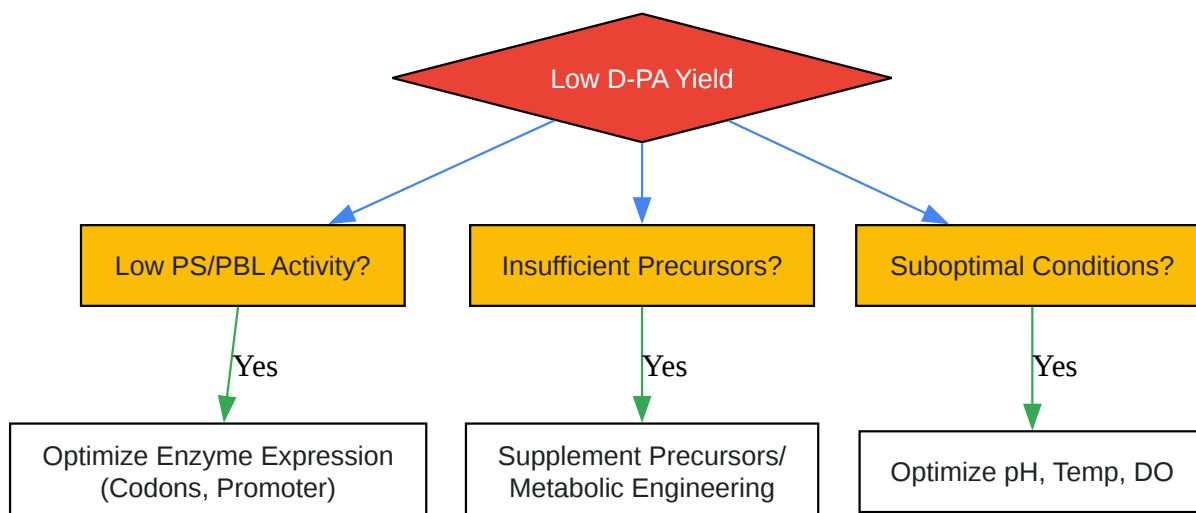 Low D-PA Yield
Low PS/PBL Activity?
Insufficient Precursors?
Suboptimal Conditions?
Yes
Yes
Yes
Optimize Enzyme Expression
(Codons, Promoter)
Supplement Precursors/
Metabolic Engineering
Optimize pH, Temp, DO